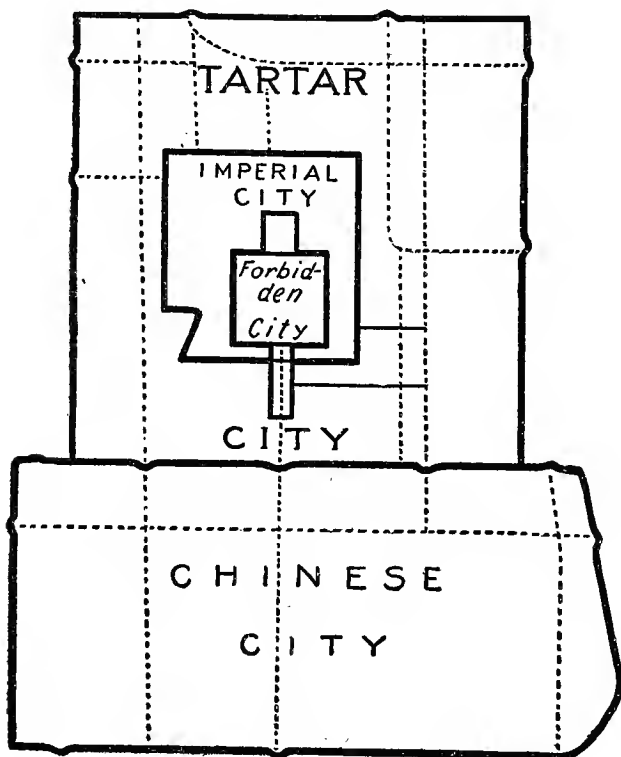 TARTAR
IMPERIAL
CITY
Forbid-
den
City
CITY
CHINESE
CITY